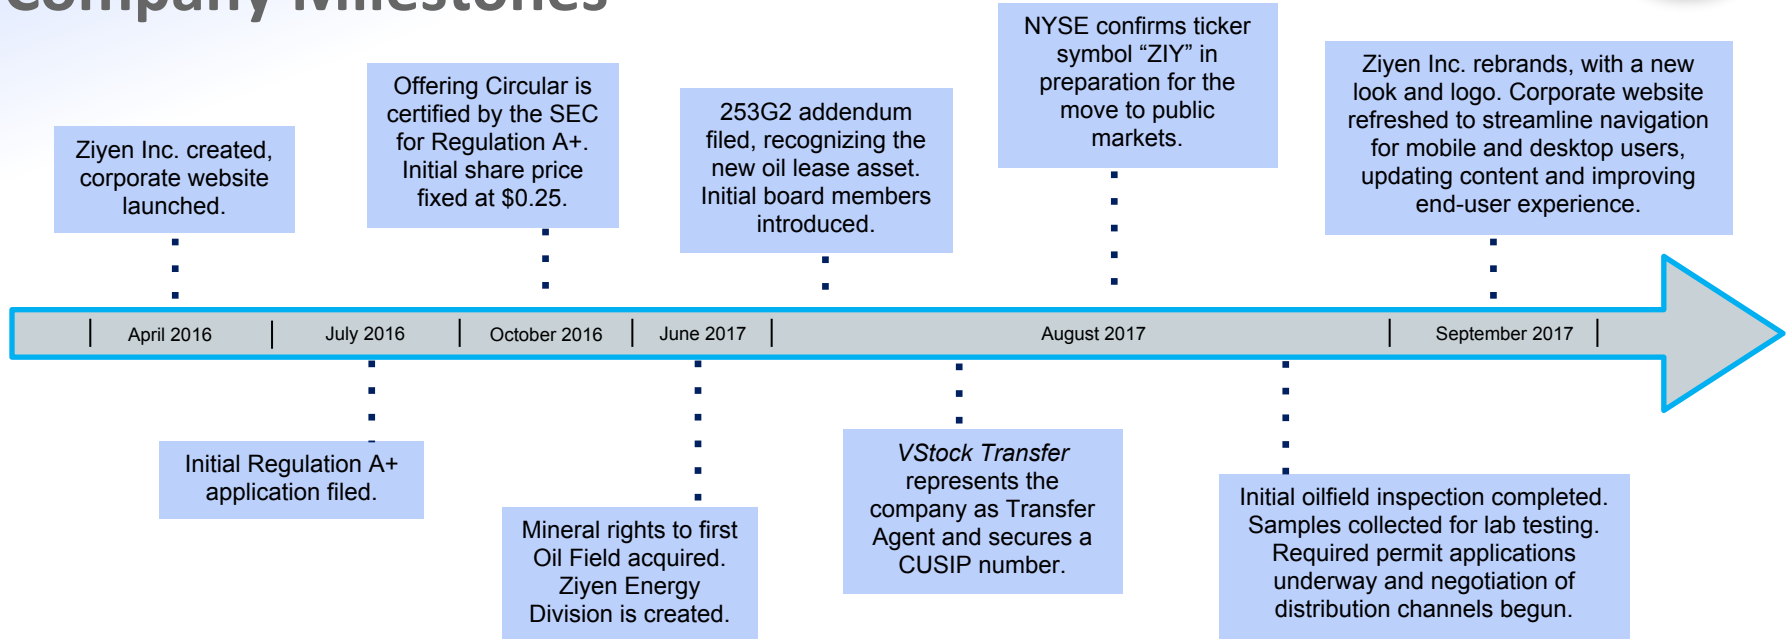 Company Milestones
Ziyen Inc. created,
corporate website
launched.
Offering Circular is
certified by the SEC
for Regulation A+.
Initial share price
fixed at $0.25.
253G2 addendum
filed, recognizing the
new oil lease asset.
Initial board members
introduced.
NYSE confirms ticker
symbol “ZIY” in
preparation for the
move to public
markets.
Ziyen Inc. rebrands, with a new
look and logo. Corporate website
refreshed to streamline navigation
for mobile and desktop users,
updating content and improving
end-user experience.
April 2016
July 2016
October 2016
June 2017
August 2017
September 2017
Initial Regulation A+
application filed.
Mineral rights to first
Oil Field acquired.
Ziyen Energy
Division is created.
VStock Transfer
represents the
company as Transfer
Agent and secures a
CUSIP number.
Initial oilfield inspection completed.
Samples collected for lab testing.
Required permit applications
underway and negotiation of
distribution channels begun.